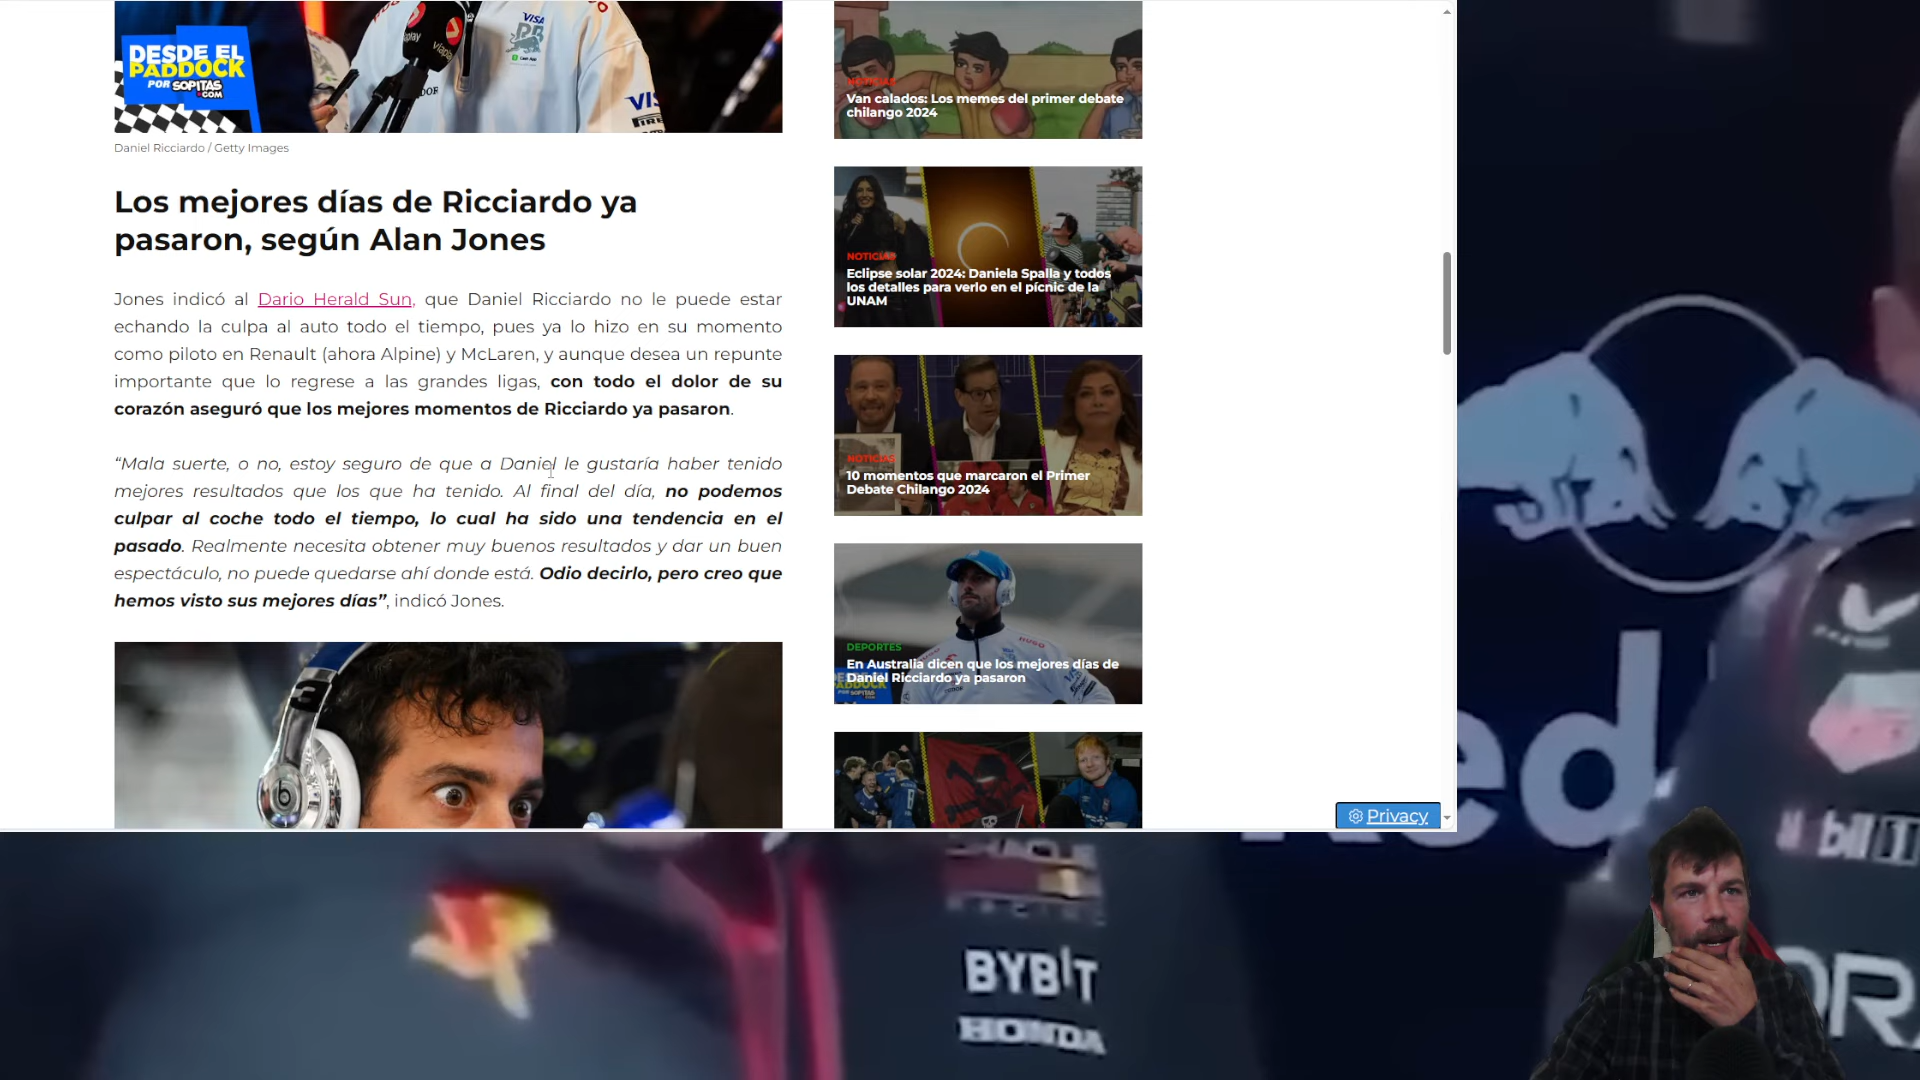 DESDE EL
PADDOCK
POR SOPITAS
.COM
VISA
Daniel Ricciardo / Getty Images
Los mejores días de Ricciardo ya
pasaron, según Alan Jones
Jones indicó al Dario Herald Sun, que Daniel Ricciardo no le puede estar
echando la culpa al auto todo el tiempo, pues ya lo hizo en su momento
como piloto en Renault (ahora Alpine) y McLaren, y aunque desea un repunte
importante que lo regrese a las grandes ligas, con todo el dolor de su
corazón aseguró que los mejores momentos de Ricciardo ya pasaron.
“Mala suerte, o no, estoy seguro de que a Daniel le gustaría haber tenido
mejores resultados que los que ha tenido. Al final del día, no podemos
culpar al coche todo el tiempo, lo cual ha sido una tendencia en el
pasado. Realmente necesita obtener muy buenos resultados y dar un buen
espectáculo, no puede quedarse ahí donde está. Odio decirlo, pero creo que
hemos visto sus mejores días”, indicó Jones.
NOTICIAS
Van calados: Los memes del primer debate
chilango 2024
NOTICIAS
Eclipse solar 2024: Daniela Spalla y todos
los detalles para verlo en el pícnic de la
UNAM
NOTICIAS
10 momentos que marcaron el Primer
Debate Chilango 2024
DEPORTES
En Australia dicen que los mejores días de
Daniel Ricciardo ya pasaron
Privacy
BYBIT
HONDA